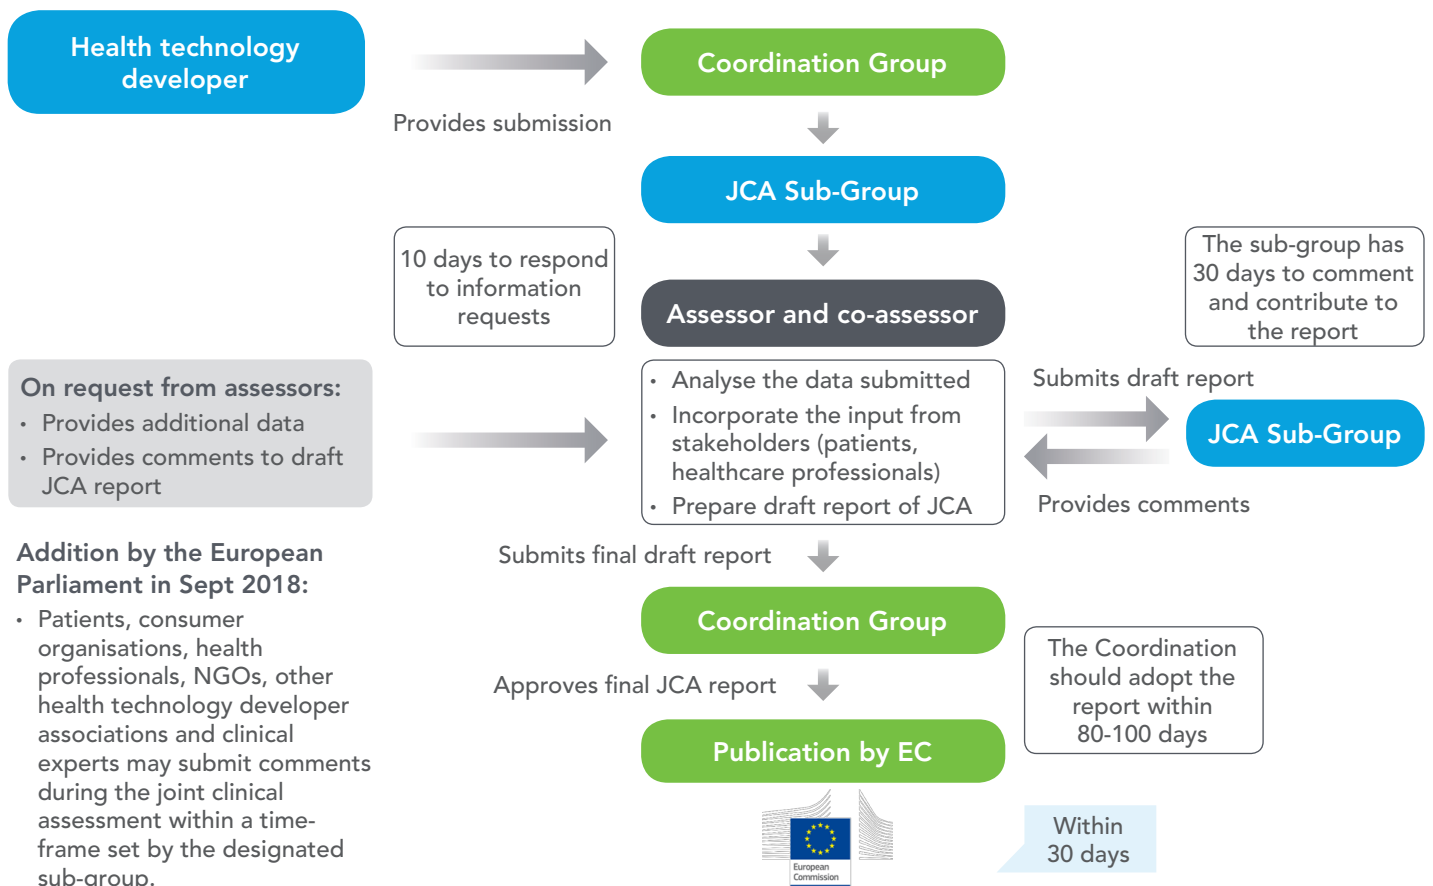 Health technology
developer
Provides submission
Coordination Group
JCA Sub-Group
10 days to respond
to information
requests
Assessor and co-assessor
The sub-group has
30 days to comment
and contribute to
the report
On request from assessors:
• Provides additional data
• Provides comments to draft
JCA report
• Analyse the data submitted
• Incorporate the input from
stakeholders (patients,
healthcare professionals)
• Prepare draft report of JCA
Submits draft report
JCA Sub-Group
Provides comments
Addition by the European
Parliament in Sept 2018:
• Patients, consumer
organisations, health
professionals, NGOs, other
health technology developer
associations and clinical
experts may submit comments
during the joint clinical
assessment within a time-
frame set by the designated
sub-group.
Submits final draft report
Coordination Group
Approves final JCA report
The Coordination
should adopt the
report within
80-100 days
Publication by EC
European
Commission
Within
30 days